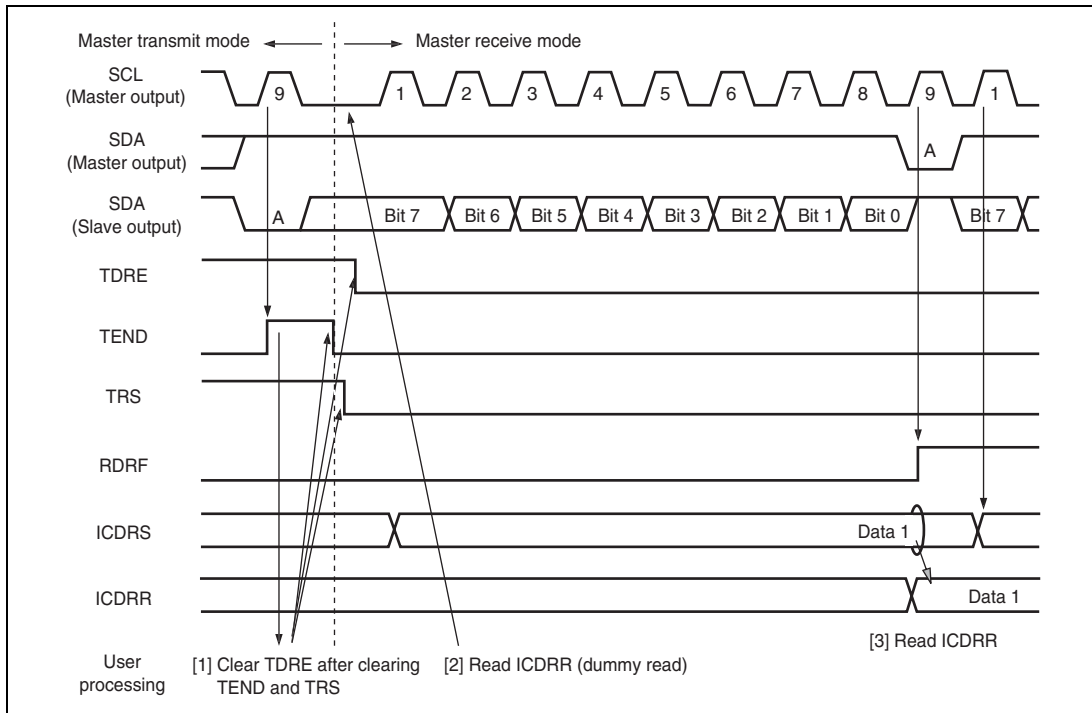 Master transmit mode
Master receive mode
SCL
(Master output)
9
1
2
3
4
5
6
7
8
9
1
SDA
(Master output)
A
SDA
(Slave output)
A
Bit 7
Bit 6
Bit 5
Bit 4
Bit 3
Bit 2
Bit 1
Bit 0
Bit 7
TDRE
TEND
TRS
RDRF
ICDRS
Data 1
ICDRR
Data 1
User
processing
[1] Clear TDRE after clearing
TEND and TRS
[2] Read ICDRR (dummy read)
[3] Read ICDRR